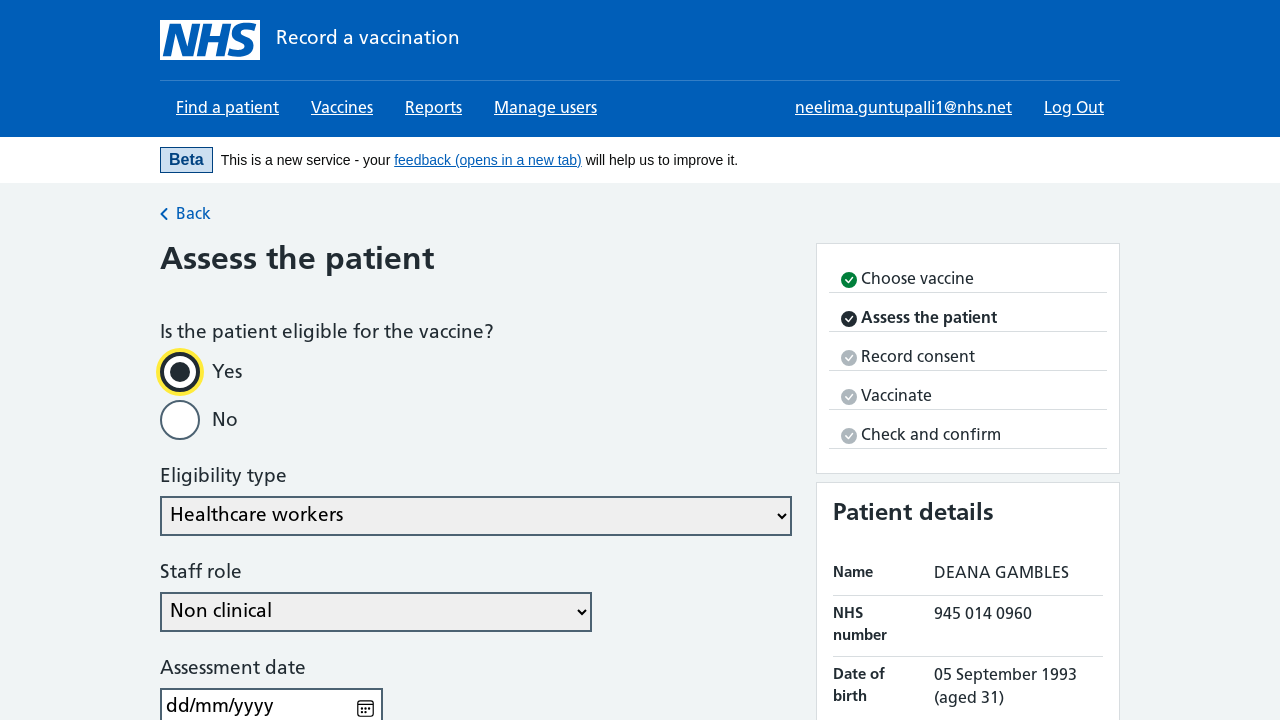 NHS Record a vaccination
Find a patient Vaccines Reports Manage users neelima.guntupalli1@nhs.net Log Out
Beta This is a new service - your feedback (opens in a new tab) will help us to improve it.
Back
Assess the patient
Is the patient eligible for the vaccine?
Yes
No
Eligibility type
Healthcare workers
Staff role
Non clinical
Assessment date
dd/mm/yyyy
Choose vaccine
Assess the patient
Record consent
Vaccinate
Check and confirm
Patient details
Name DEANA GAMBLES
NHS number 945 014 0960
Date of birth 05 September 1993 (aged 31)